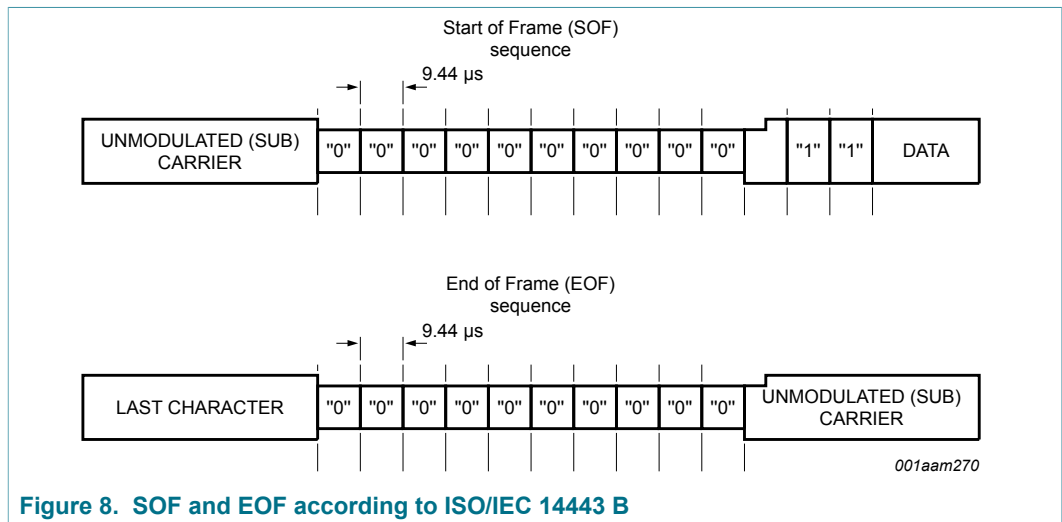 Start of Frame (SOF)
sequence
9.44 µs
UNMODULATED (SUB)
CARRIER
"0" "0" "0" "0" "0" "0" "0" "0" "0" "0" "1" "1" DATA
End of Frame (EOF)
sequence
9.44 µs
LAST CHARACTER "0" "0" "0" "0" "0" "0" "0" "0" "0" "0" UNMODULATED (SUB)
CARRIER
001aam270
Figure 8. SOF and EOF according to ISO/IEC 14443 B